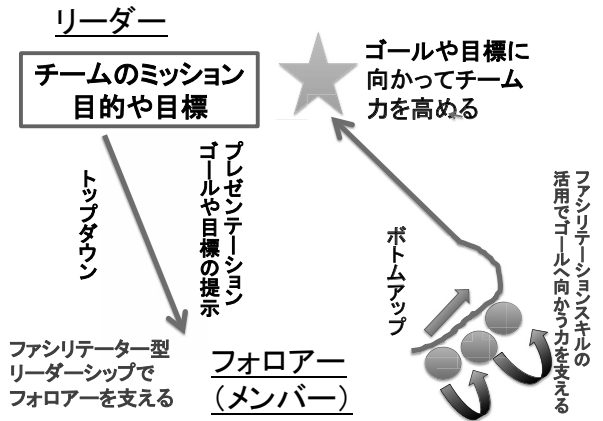 リーダー
チームのミッション
目的や目標
ゴールや目標に
向かってチーム
力を高める
トップダウン
プレゼンテーション
ゴールや目標の提示
ボトムアップ
ファシリテーションスキルの
活用でゴールへ向かう力を支える
ファシリテーター型
リーダーシップで
フォロアーを支える
フォロアー
（メンバー）